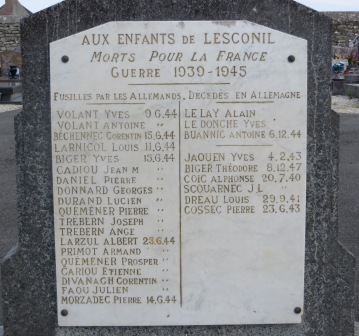 AUX ENFANTS DE LESCONIL
MORTS POUR LA FRANCE
GUERRE 1939-1945
FUSILLÉS PAR LES ALLEMANDS.
VOLANT YVES 9.6.44
VOLANT ANTOINE "
BECHENNEC CORENTIN 15.6.44
LARNICOL LOUIS 11.6.44
BIGER YVES 15.6.44
CADIOU JEAN M "
DANIEL PIERRE "
DONNARD GEORGES "
DURAND LUCIEN "
QUEMENER PIERRE "
TREBERN JOSEPH "
TREBERN ANGE "
LARZUL ALBERT 23.6.44
PRIMOT ARMAND "
QUEMENER PROSPER "
CARIOU ETIENNE "
DIVANACH CORENTIN "
FAOU JULIEN "
MORZADEC PIERRE 14.6.44
DÉCÉDÉS EN ALLEMAGNE
LE LAY ALAIN
LE DONCHE YVES
BUANNIC ANTOINE 6.12.44
JAOUEN YVES 4.2.43
BIGER THÉODORE 8.12.47
COIC ALPHONSE 20.7.40
SCOUARNEC J.L "
DREAU LOUIS 29.9.41
COSSEC PIERRE 23.6.43